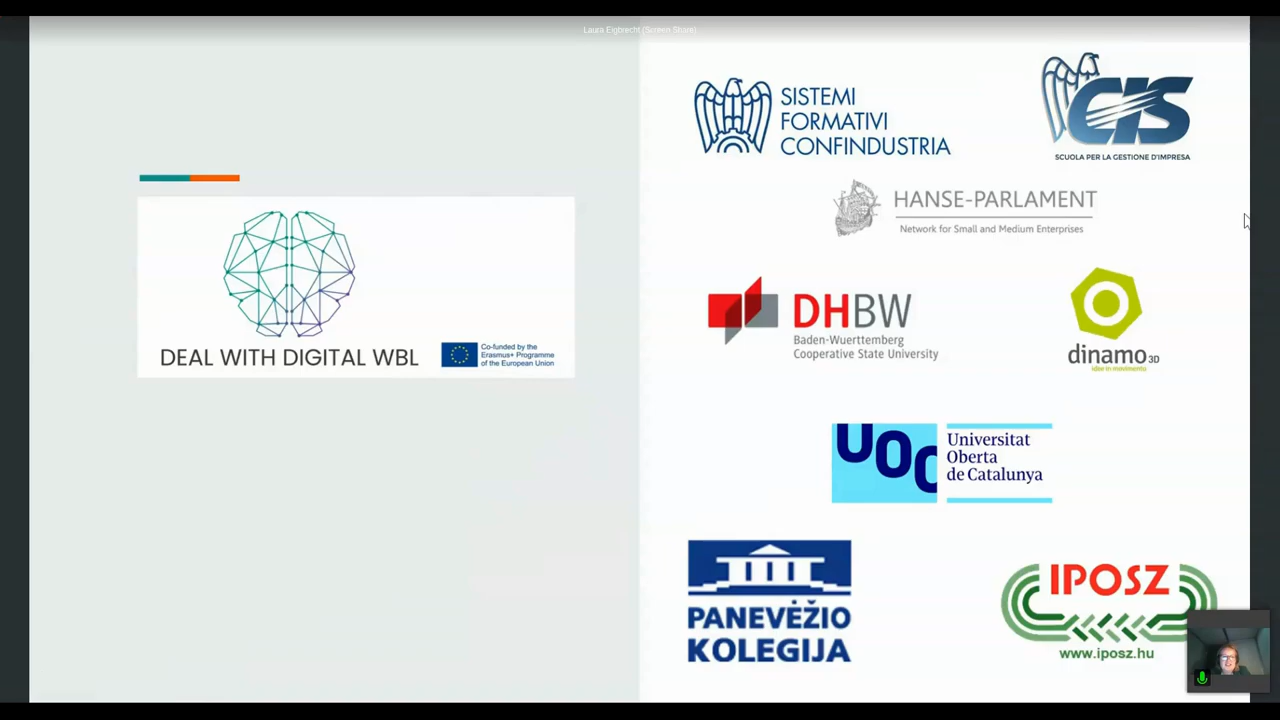 Laura Eigbrecht (Screen Share)
DEAL WITH DIGITAL WBL
Co-funded by the
Erasmus+ Programme
of the European Union
SISTEMI
FORMATIVI
CONFINDUSTRIA
CIS
SCUOLA PER LA GESTIONE D'IMPRESA
HANSE-PARLAMENT
Network for Small and Medium Enterprises
DHBW
Baden-Wuerttemberg
Cooperative State University
dinamo 3D
idee in movimento
UOC
Universitat
Oberta
de Catalunya
PANEVĖŽIO
KOLEGIJA
IPOSZ
www.iposz.hu